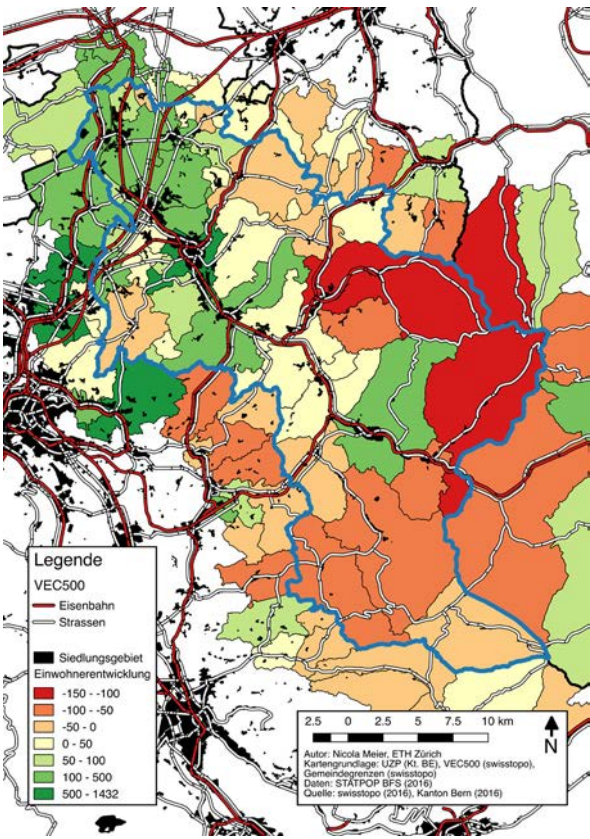 Legende
VEC500
Eisenbahn
Strassen
Siedlungsgebiet
Einwohnerentwicklung
-150 - -100
-100 - -50
-50 - 0
0 - 50
50 - 100
100 - 500
500 - 1432
2.5 0 2.5 5 7.5 10 km
N
Autor: Nicola Meier, ETH Zürich
Kartengrundlage: UZP (Kt. BE), VEC500 (swisstopo),
Gemeindegrenzen (swisstopo)
Daten: STATPOP BFS (2016)
Quelle: swisstopo (2016), Kanton Bern (2016)